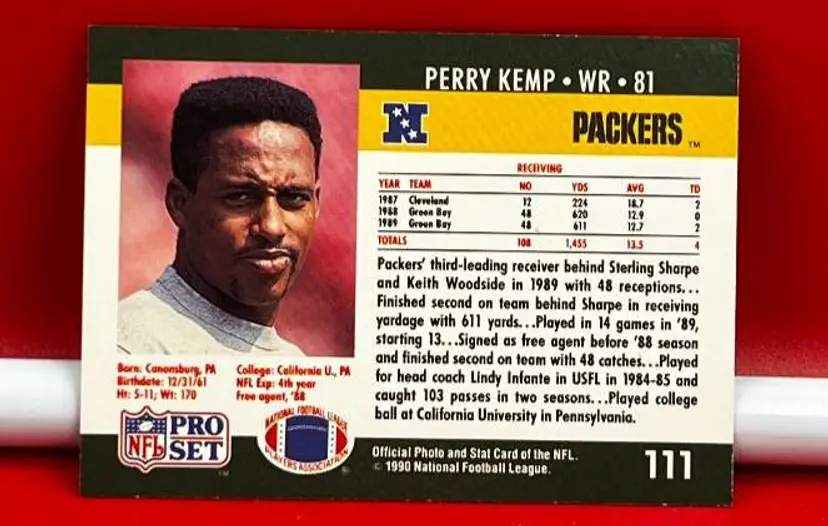 PERRY KEMP • WR • 81
N
PACKERS™
RECEIVING
YEAR TEAM NO YDS AVG TD
1987 Cleveland 12 224 18.7 2
1988 Green Bay 48 620 12.9 0
1989 Green Bay 48 611 12.7 2
TOTALS 108 1,455 13.5 4
Packers' third-leading receiver behind Sterling Sharpe
and Keith Woodside in 1989 with 48 receptions...
Finished second on team behind Sharpe in receiving
yardage with 611 yards...Played in 14 games in '89,
starting 13...Signed as free agent before '88 season
and finished second on team with 48 catches...Played
for head coach Lindy Infante in USFL in 1984-85 and
caught 103 passes in two seasons...Played college
ball at California University in Pennsylvania.
Born: Canonsburg, PA
Birthdate: 12/31/61
Ht: 5-11; Wt: 170
College: California U., PA
NFL Exp: 4th year
Free agent, '88
NFL PRO SET™
NATIONAL FOOTBALL LEAGUE
PLAYERS ASSOCIATION
Official Photo and Stat Card of the NFL.
© 1990 National Football League.
111